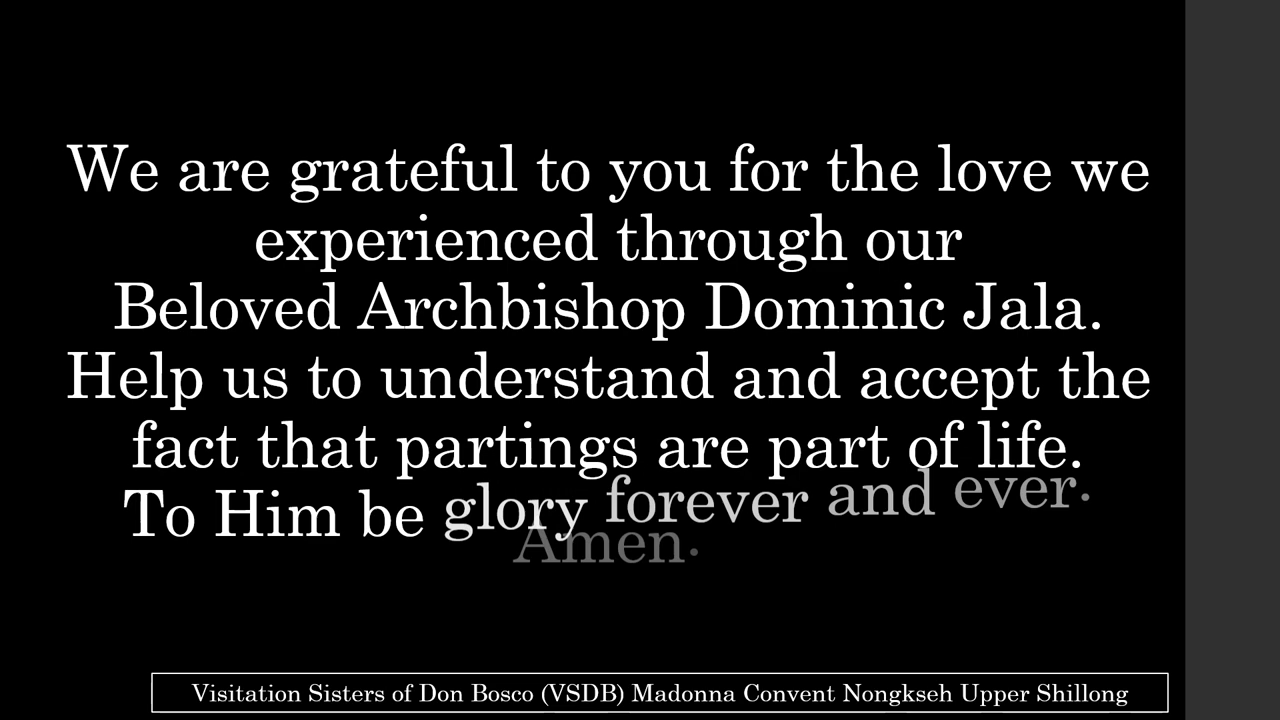 We are grateful to you for the love we
experienced through our
Beloved Archbishop Dominic Jala.
Help us to understand and accept the
fact that partings are part of life.
To Him be glory forever and ever.
Amen.
Visitation Sisters of Don Bosco (VSDB) Madonna Convent Nongkseh Upper Shillong